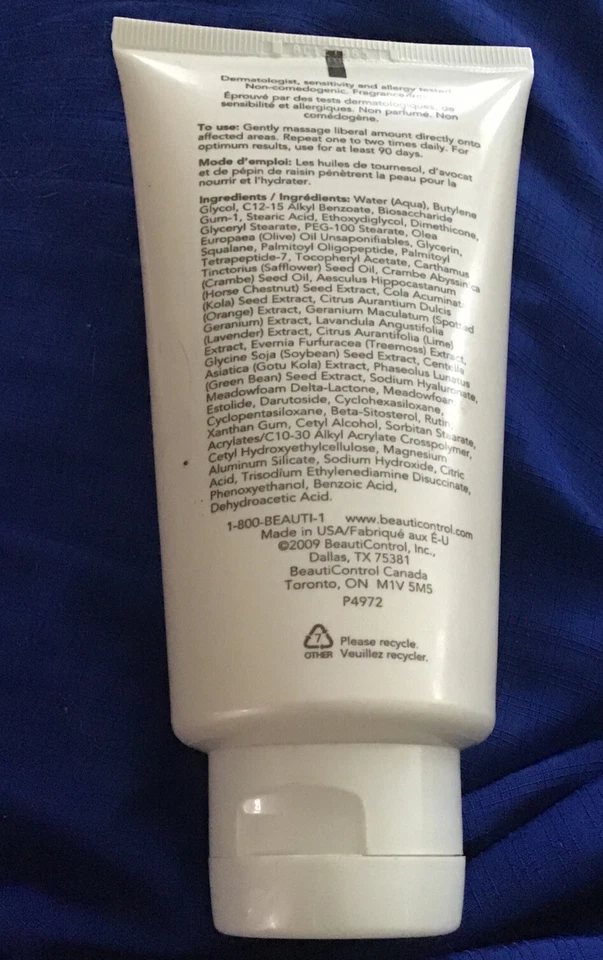 Dermatologist, sensitivity and allergy tested.
Non-comedogenic. Fragrance
Éprouvé par des tests dermatologiques, de
sensibilité et allergiques. Non parfumé. Non
comédogène.
To use: Gently massage liberal amount directly onto
affected areas. Repeat one to two times daily. For
optimum results, use for at least 90 days.
Mode d'emploi: Les huiles de tournesol, d'avocat
et de pépin de raisin pénètrent la peau pour la
nourrir et l'hydrater.
Ingredients / Ingrédients: Water (Aqua), Butylene
Glycol, C12-15 Alkyl Benzoate, Biosaccharide
Gum-1, Stearic Acid, Ethoxydiglycol, Dimethicone,
Glyceryl Stearate, PEG-100 Stearate, Olea
Europaea (Olive) Oil Unsaponifiables, Glycerin,
Squalane, Palmitoyl Oligopeptide, Palmitoyl
Tetrapeptide-7, Tocopheryl Acetate, Carthamus
Tinctorius (Safflower) Seed Oil, Crambe Abyssinica
(Crambe) Seed Oil, Aesculus Hippocastanum
(Horse Chestnut) Seed Extract, Cola Acuminata
(Kola) Seed Extract, Citrus Aurantium Dulcis
(Orange) Extract, Geranium Maculatum (Spotted
Geranium) Extract, Lavandula Angustifolia
(Lavender) Extract, Citrus Aurantifolia (Lime)
Extract, Evernia Furfuracea (Treemoss) Extract,
Glycine Soja (Soybean) Seed Extract, Centella
Asiatica (Gotu Kola) Extract, Phaseolus Lunatus
(Green Bean) Seed Extract, Sodium Hyaluronate,
Meadowfoam Delta-Lactone, Meadowfoam
Estolide, Darutoside, Cyclohexasiloxane,
Cyclopentasiloxane, Beta-Sitosterol, Rutin,
Xanthan Gum, Cetyl Alcohol, Sorbitan Stearate,
Acrylates/C10-30 Alkyl Acrylate Crosspolymer,
Cetyl Hydroxyethylcellulose, Magnesium
Aluminum Silicate, Sodium Hydroxide, Citric
Acid, Trisodium Ethylenediamine Disuccinate,
Phenoxyethanol, Benzoic Acid,
Dehydroacetic Acid.
1-800-BEAUTI-1 www.beauticontrol.com
Made in USA/Fabriqué aux É-U
©2009 BeautiControl, Inc.,
Dallas, TX 75381
BeautiControl Canada
Toronto, ON M1V 5M5
P4972
7 Please recycle.
OTHER Veuillez recycler.